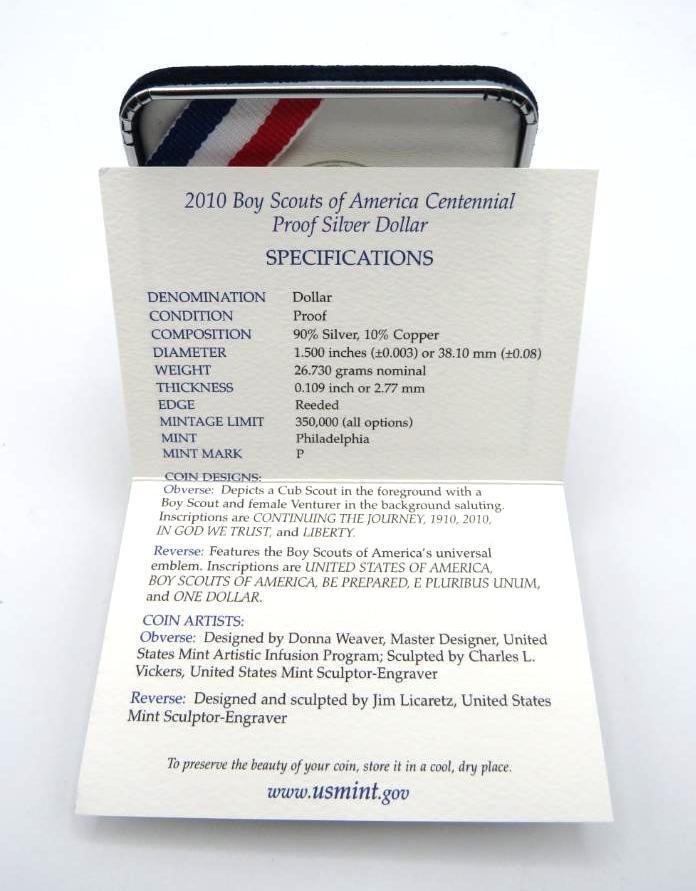 2010 Boy Scouts of America Centennial
Proof Silver Dollar
SPECIFICATIONS
DENOMINATION Dollar
CONDITION Proof
COMPOSITION 90% Silver, 10% Copper
DIAMETER 1.500 inches (±0.003) or 38.10 mm (±0.08)
WEIGHT 26.730 grams nominal
THICKNESS 0.109 inch or 2.77 mm
EDGE Reeded
MINTAGE LIMIT 350,000 (all options)
MINT Philadelphia
MINT MARK P
COIN DESIGNS:
Obverse: Depicts a Cub Scout in the foreground with a
Boy Scout and female Venturer in the background saluting.
Inscriptions are CONTINUING THE JOURNEY, 1910, 2010,
IN GOD WE TRUST, and LIBERTY.
Reverse: Features the Boy Scouts of America's universal
emblem. Inscriptions are UNITED STATES OF AMERICA,
BOY SCOUTS OF AMERICA, BE PREPARED, E PLURIBUS UNUM,
and ONE DOLLAR.
COIN ARTISTS:
Obverse: Designed by Donna Weaver, Master Designer, United
States Mint Artistic Infusion Program; Sculpted by Charles L.
Vickers, United States Mint Sculptor-Engraver
Reverse: Designed and sculpted by Jim Licaretz, United States
Mint Sculptor-Engraver
To preserve the beauty of your coin, store it in a cool, dry place.
www.usmint.gov